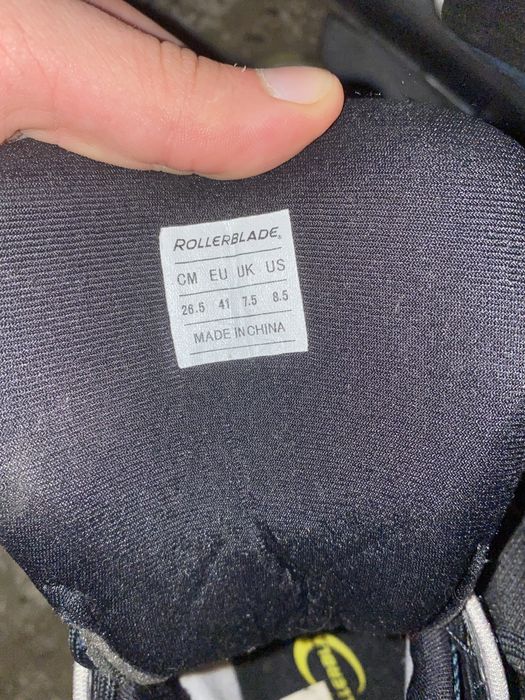 ROLLERBLADE®
CM EU UK US
26.5 41 7.5 8.5
MADE IN CHINA